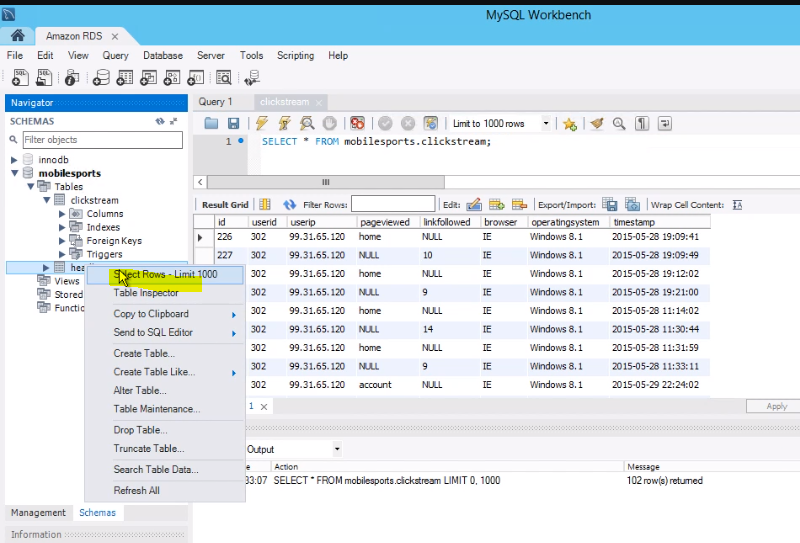 MySQL Workbench
Amazon RDS ×
File Edit View Query Database Server Tools Scripting Help
Navigator
SCHEMAS
Filter objects
innodb
mobilesports
Tables
clickstream
Columns
Indexes
Foreign Keys
Triggers
Views
Stored
Select Rows - Limit 1000
Table Inspector
Copy to Clipboard
Send to SQL Editor
Create Table...
Create Table Like...
Alter Table...
Table Maintenance...
Drop Table...
Truncate Table...
Search Table Data...
Refresh All
Management Schemas
Information
Query 1 clickstream ×
Limit to 1000 rows
1 SELECT * FROM mobilesports.clickstream;
Result Grid Filter Rows: Edit: Export/Import: Wrap Cell Content:
id userid userip pageviewed linkfollowed browser operatingsystem timestamp
226 302 99.31.65.120 home NULL IE Windows 8.1 2015-05-28 19:09:41
227 302 99.31.65.120 NULL 10 IE Windows 8.1 2015-05-28 19:09:49
302 99.31.65.120 home NULL IE Windows 8.1 2015-05-28 19:12:02
302 99.31.65.120 NULL 9 IE Windows 8.1 2015-05-28 19:21:00
302 99.31.65.120 home NULL IE Windows 8.1 2015-05-28 11:14:02
302 99.31.65.120 NULL 14 IE Windows 8.1 2015-05-28 11:30:44
302 99.31.65.120 home NULL IE Windows 8.1 2015-05-28 11:31:59
302 99.31.65.120 NULL 9 IE Windows 8.1 2015-05-28 11:33:11
302 99.31.65.120 account NULL IE Windows 8.1 2015-05-29 22:24:02
1 ×
Apply
Output
Action Message
33:07 SELECT * FROM mobilesports.clickstream LIMIT 0, 1000 102 row(s) returned